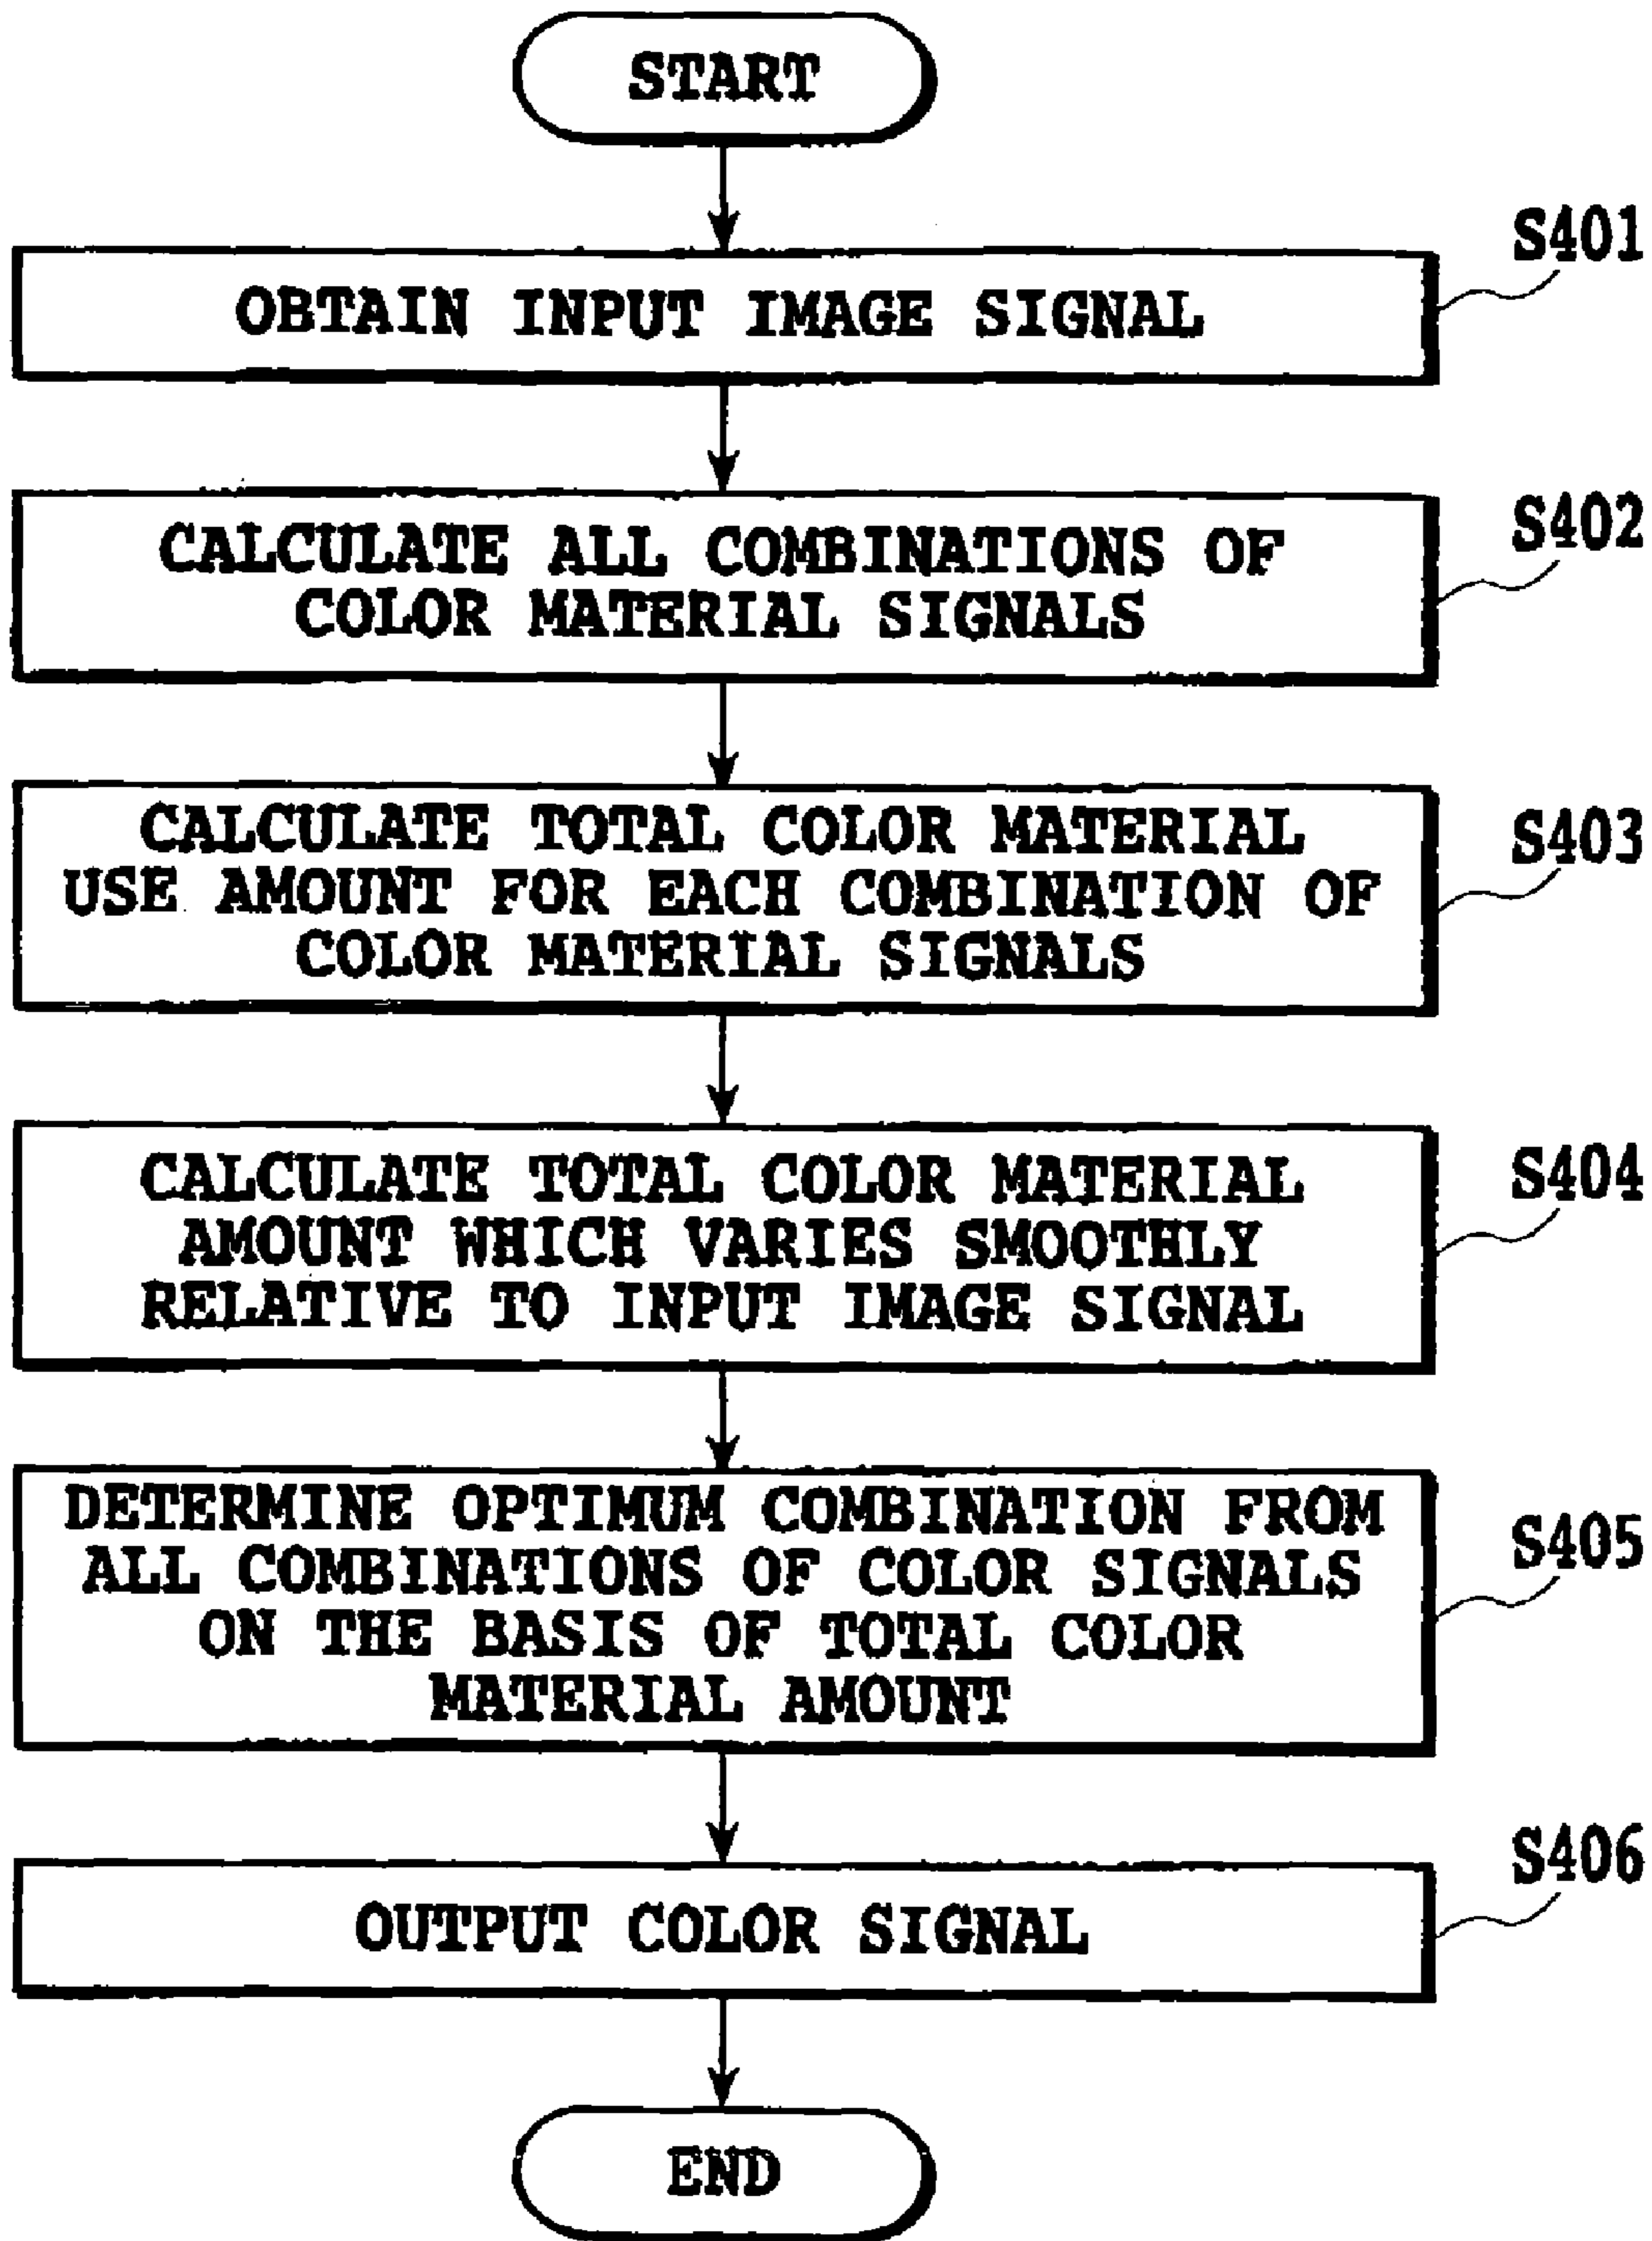 START
S401
OBTAIN INPUT IMAGE SIGNAL
S402
CALCULATE ALL COMBINATIONS OF
COLOR MATERIAL SIGNALS
S403
CALCULATE TOTAL COLOR MATERIAL
USE AMOUNT FOR EACH COMBINATION OF
COLOR MATERIAL SIGNALS
S404
CALCULATE TOTAL COLOR MATERIAL
AMOUNT WHICH VARIES SMOOTHLY
RELATIVE TO INPUT IMAGE SIGNAL
S405
DETERMINE OPTIMUM COMBINATION FROM
ALL COMBINATIONS OF COLOR SIGNALS
ON THE BASIS OF TOTAL COLOR
MATERIAL AMOUNT
S406
OUTPUT COLOR SIGNAL
END